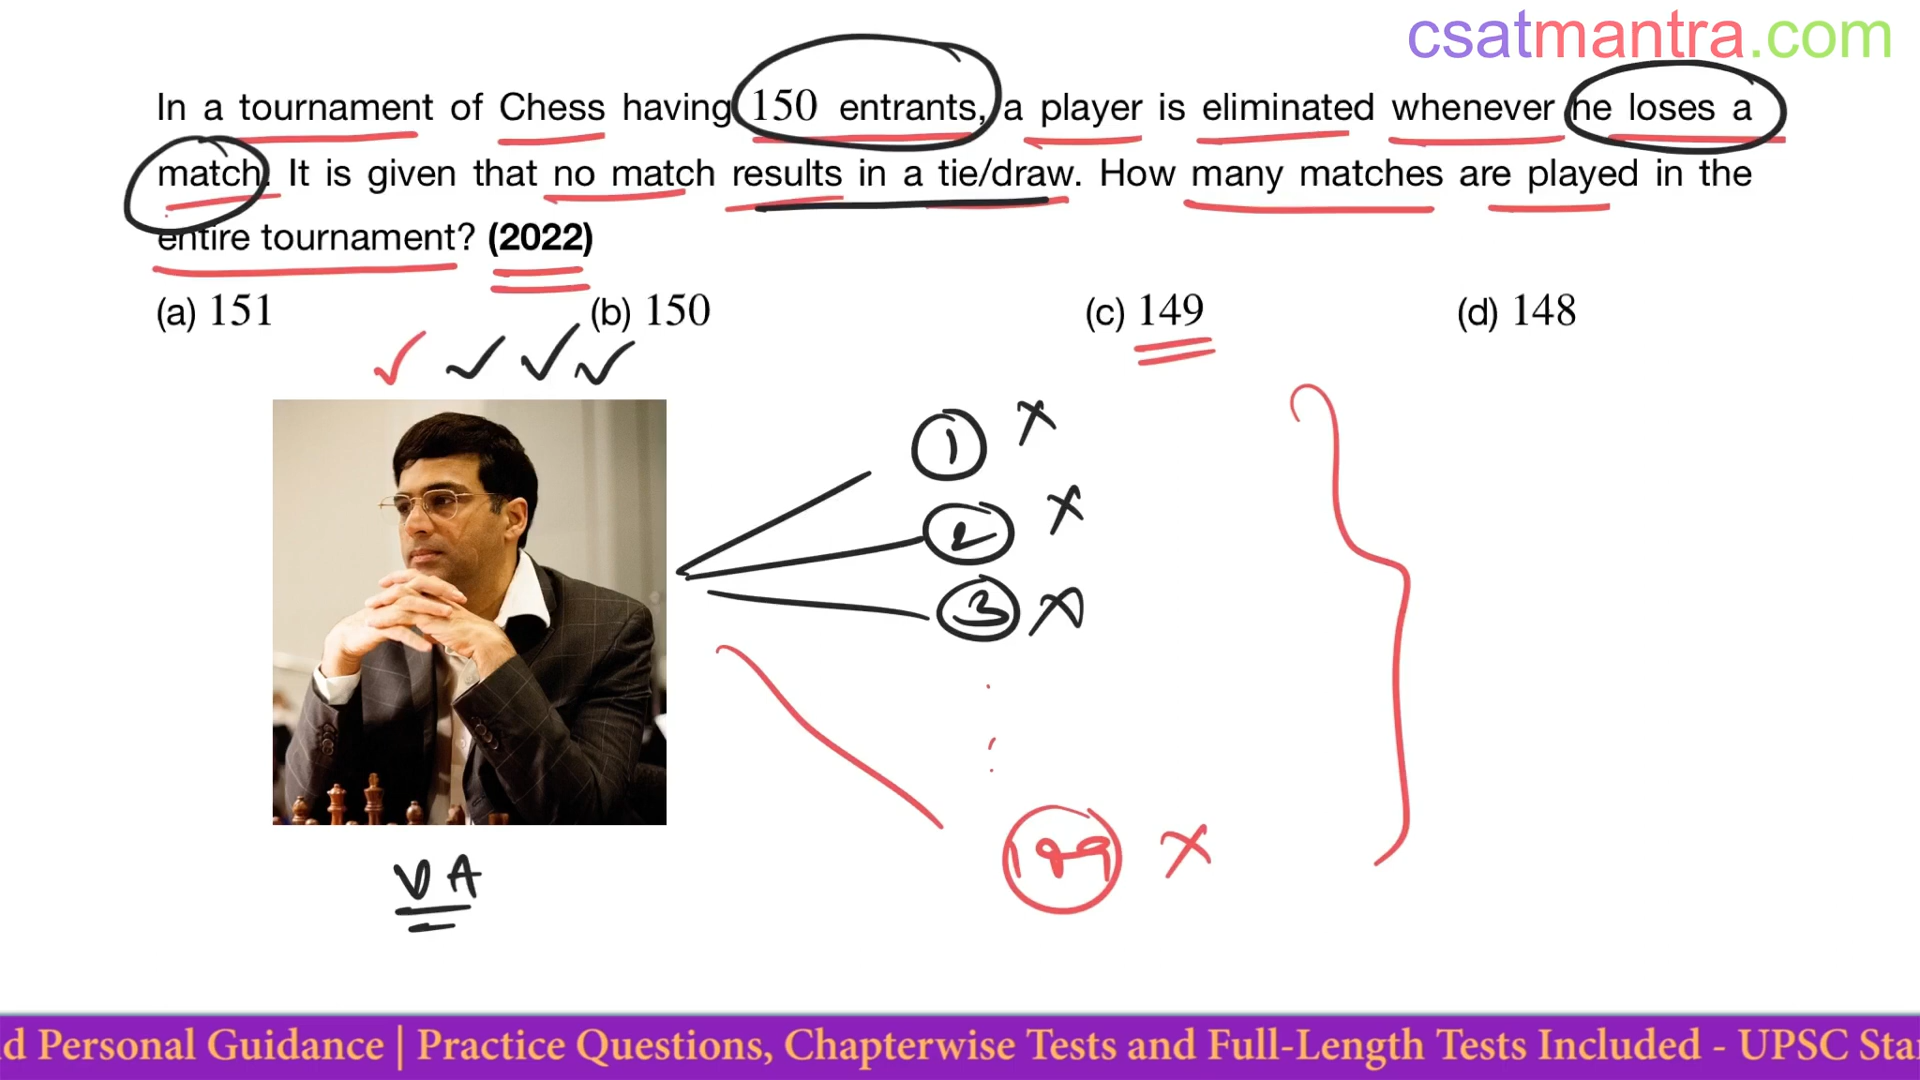 csatmantra.com
In a tournament of Chess having 150 entrants, a player is eliminated whenever he loses a
match. It is given that no match results in a tie/draw. How many matches are played in the
entire tournament? (2022)
(a) 151 (b) 150 (c) 149 (d) 148
1
2
3
149
VA
d Personal Guidance | Practice Questions, Chapterwise Tests and Full-Length Tests Included - UPSC Sta